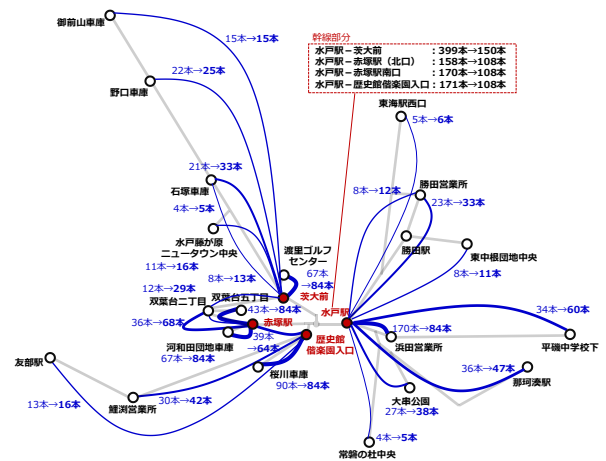 御前山車庫
15本→15本
幹線部分
水戸駅－茨大前　　　　　：399本→150本
水戸駅－赤塚駅（北口）：158本→108本
水戸駅－赤塚駅南口　　：170本→108本
水戸駅－歴史館偕楽園入口：171本→108本
22本→25本
野口車庫
東海駅西口
5本→6本
21本→33本
石塚車庫
8本→12本
勝田営業所
23本→33本
4本→5本
水戸藤が原
ニュータウン中央
渡里ゴルフ
センター
勝田駅
東中根団地中央
11本→16本
8本→13本
67本
→84本
8本→11本
12本→29本
双葉台二丁目
双葉台五丁目
茨大前
43本→84本
水戸駅
34本→60本
36本→68本
赤塚駅
170本→84本
河和田団地車庫
39本
→64本
歴史館
偕楽園入口
浜田営業所
平磯中学校下
67本→84本
友部駅
桜川車庫
36本→47本
90本→84本
大串公園
那珂湊駅
13本→16本
30本→42本
27本→38本
鯉渕営業所
4本→5本
常磐の杜中央